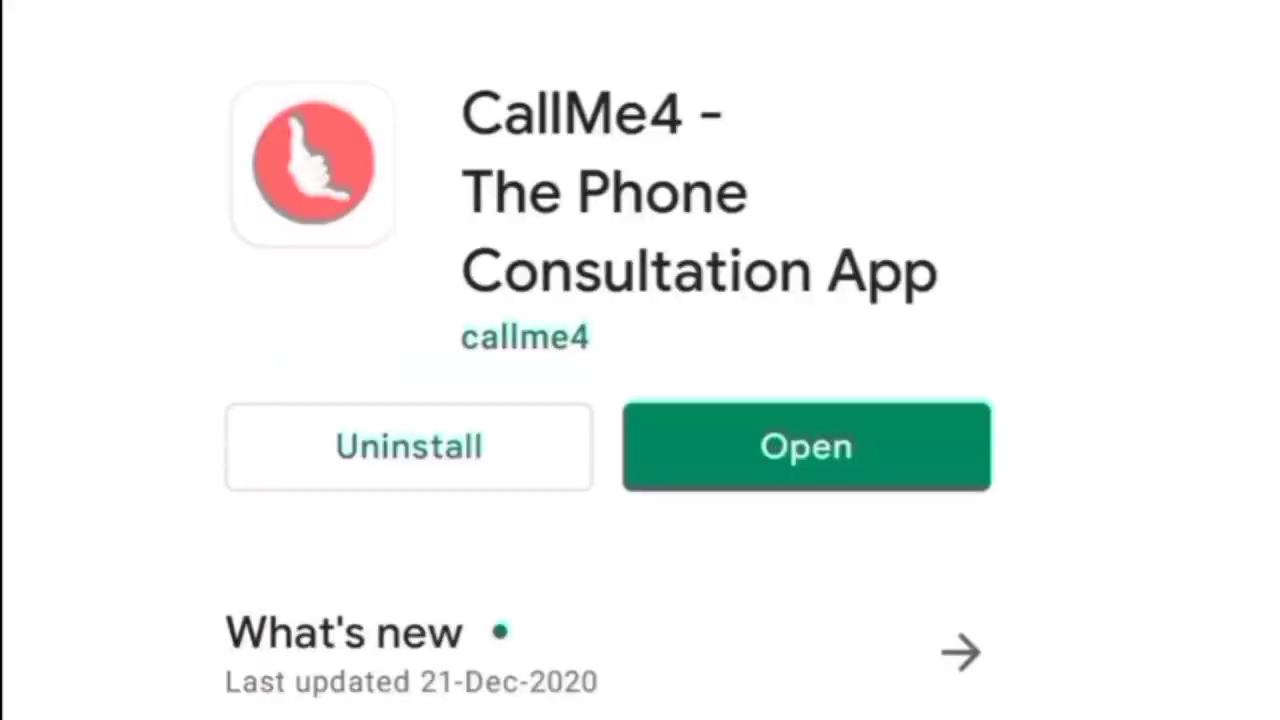 CallMe4 -
The Phone
Consultation App
callme4
Uninstall
Open
What's new •
Last updated 21-Dec-2020